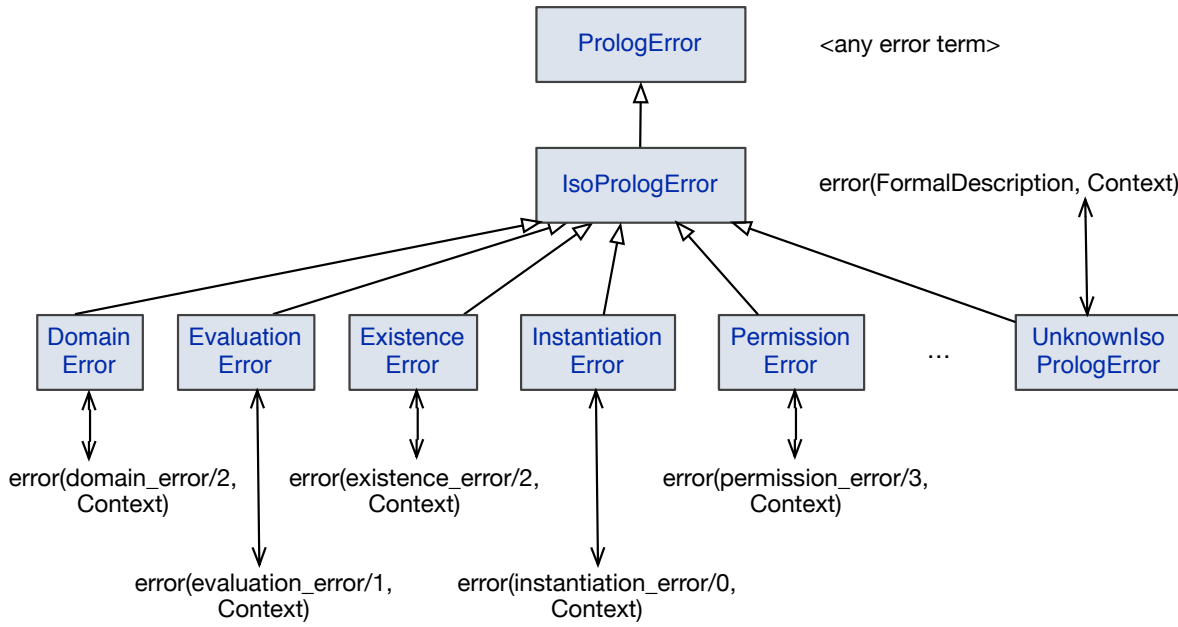 PrologError
<any error term>
IsoPrologError
error(FormalDescription, Context)
Domain
Error
Evaluation
Error
Existence
Error
Instantiation
Error
Permission
Error
...
UnknownIso
PrologError
error(domain_error/2,
Context)
error(existence_error/2,
Context)
error(permission_error/3,
Context)
error(evaluation_error/1,
Context)
error(instantiation_error/0,
Context)